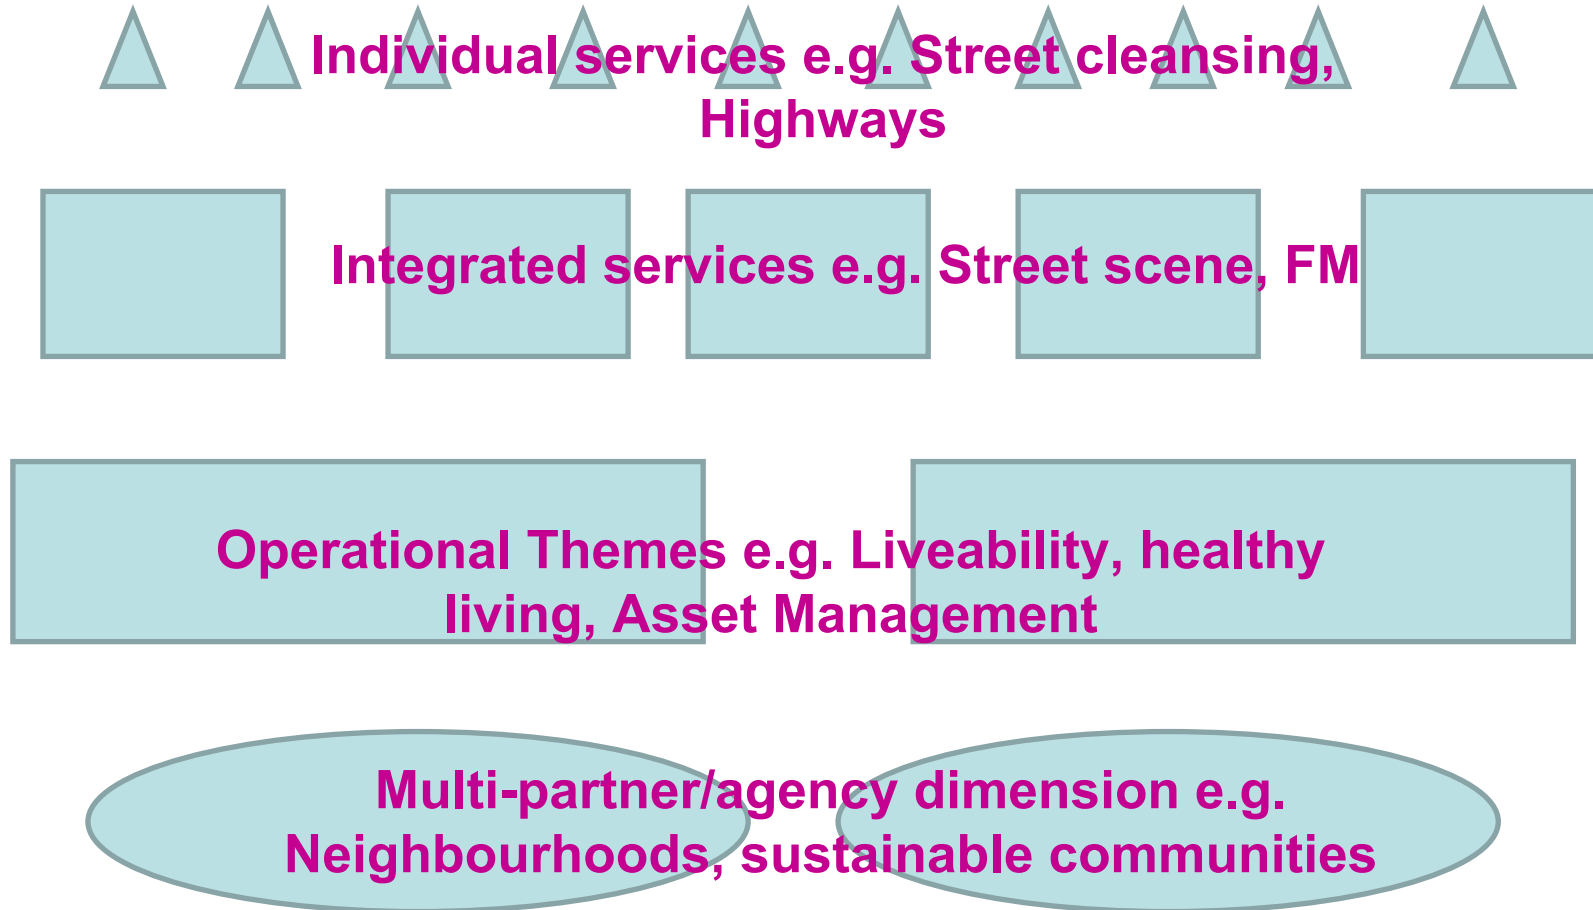 Individual services e.g. Street cleansing,
Highways
Integrated services e.g. Street scene, FM
Operational Themes e.g. Liveability, healthy
living, Asset Management
Multi-partner/agency dimension e.g.
Neighbourhoods, sustainable communities